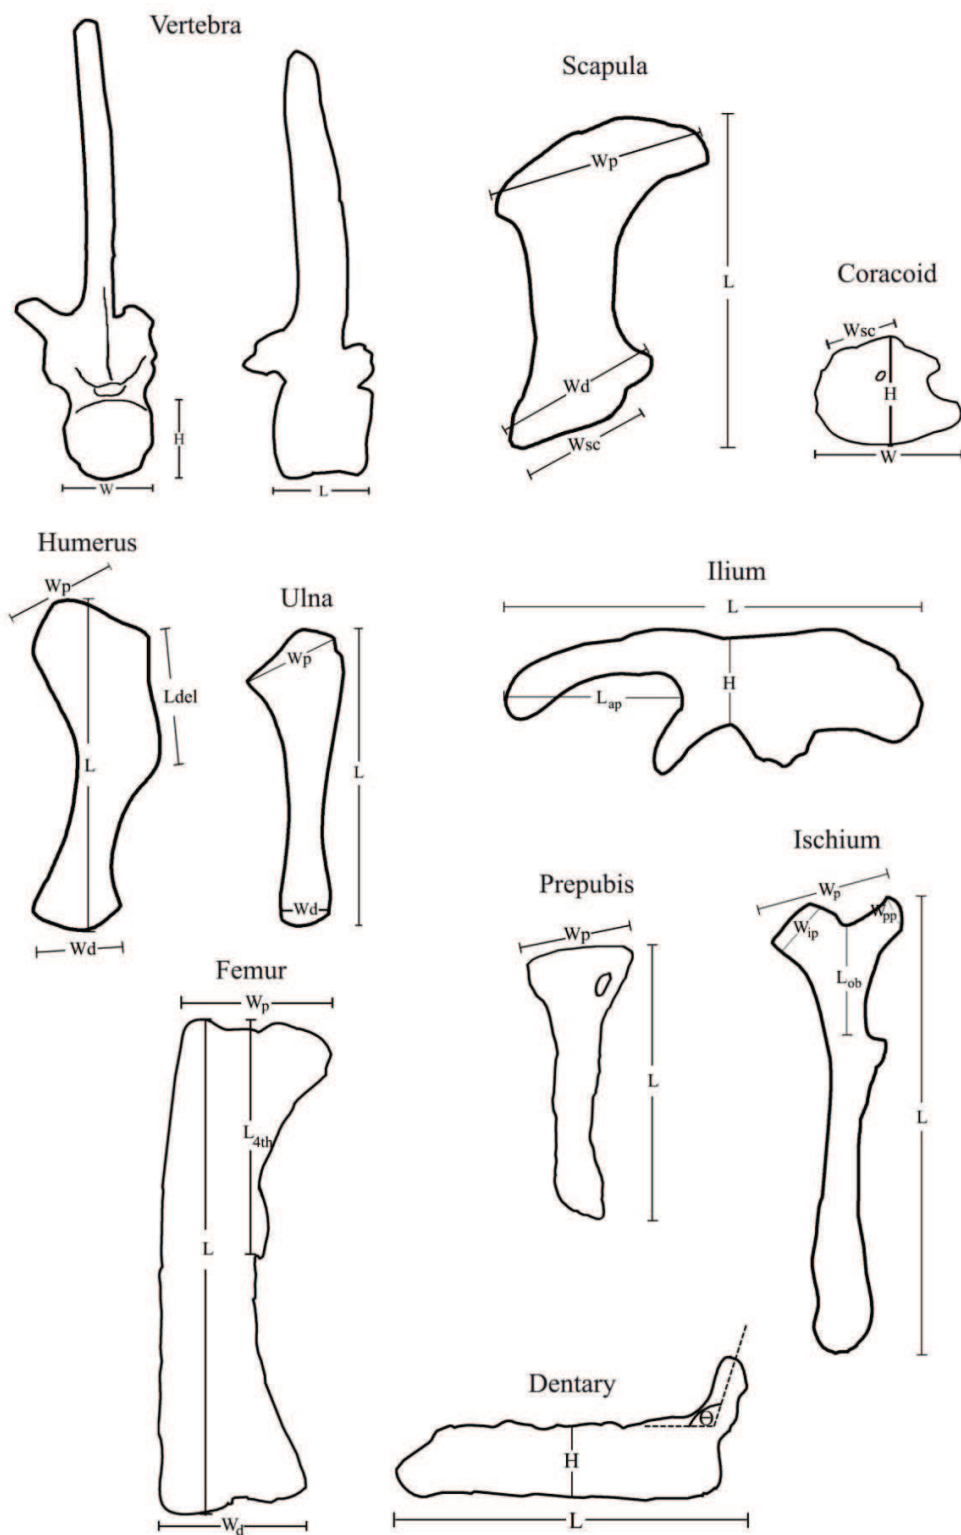 Vertebra
H
W
L
Scapula
Wp
L
Wd
Wsc
Coracoid
Wsc
H
W
Humerus
Wp
Ldel
L
Wd
Ulna
Wp
L
Wd
Ilium
L
H
Lap
Ischium
Wp
Wpp
Wip
Lob
L
Prepubis
Wp
L
Femur
Wp
L4th
L
Wd
Dentary
Θ
H
L